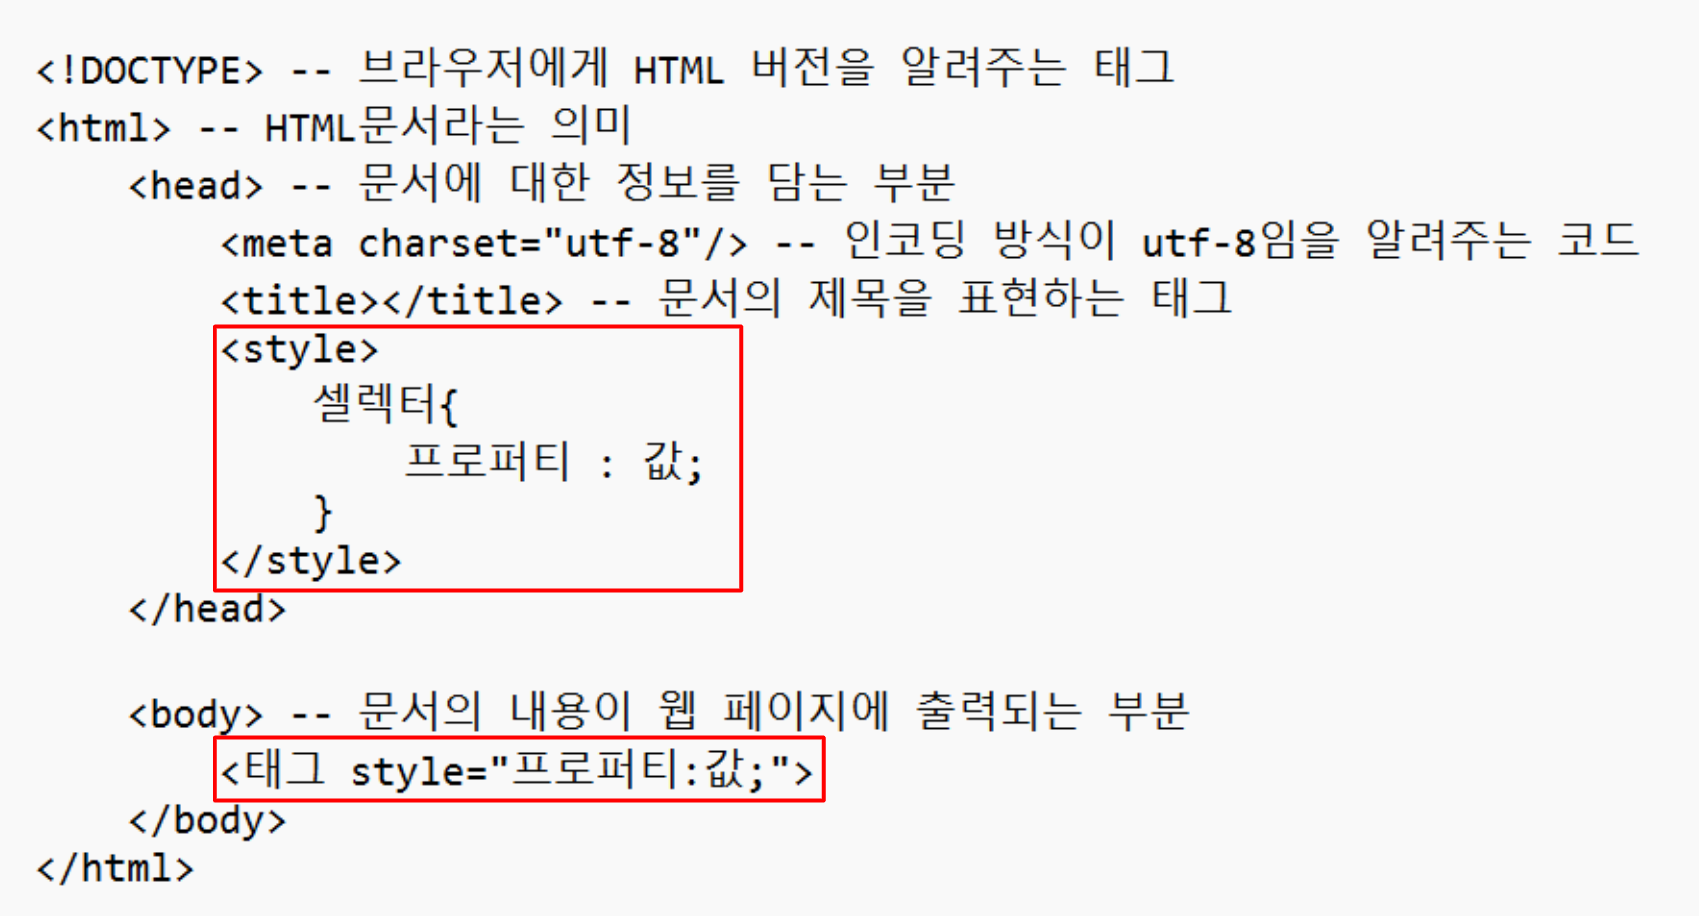 <!DOCTYPE> -- 브라우저에게 HTML 버전을 알려주는 태그
<html> -- HTML문서라는 의미
<head> -- 문서에 대한 정보를 담는 부분
<meta charset="utf-8"/> -- 인코딩 방식이 utf-8임을 알려주는 코드
<title></title> -- 문서의 제목을 표현하는 태그
<style>
셀렉터{
프로퍼티 : 값;
}
</style>
</head>
<body> -- 문서의 내용이 웹 페이지에 출력되는 부분
<태그 style="프로퍼티:값;">
</body>
</html>